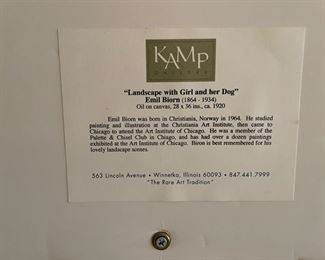 KAMP
GALLERY
"Landscape with Girl and her Dog"
Emil Biorn (1864 - 1934)
Oil on canvas, 28 x 36 ins., ca. 1920
Emil Biorn was born in Christiania, Norway in 1964. He studied
painting and illustration at the Christiania Art Institute, then came to
Chicago to attend the Art Institute of Chicago. He was a member of the
Palette & Chisel Club in Chicago, and has had over a dozen paintings
exhibited at the Art Institute of Chicago. Biron is best remembered for his
lovely landscape scenes.
563 Lincoln Avenue • Winnetka, Illinois 60093 • 847.441.7999
"The Rare Art Tradition"